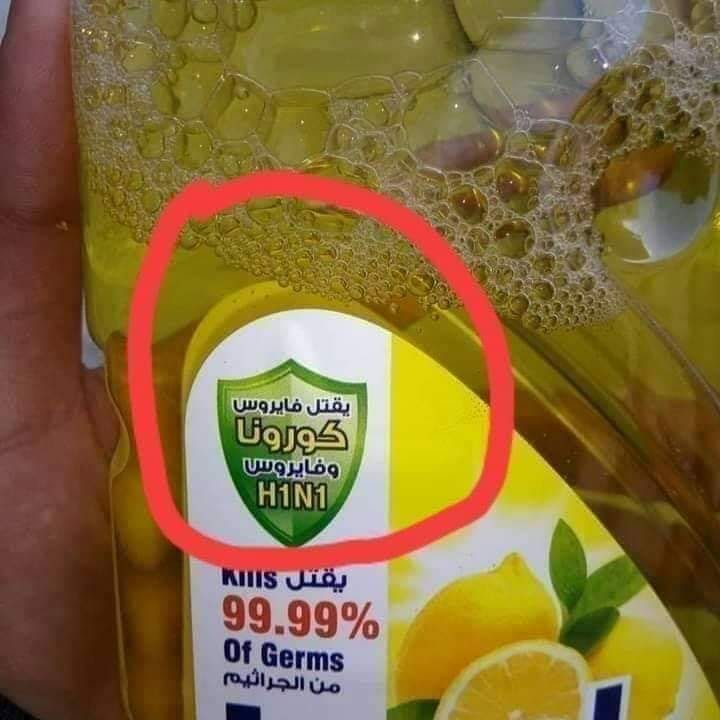 يقتل فايروس
كورونا
وفايروس
H1N1
Kills يقتل
99.99%
Of Germs
من الجراثيم